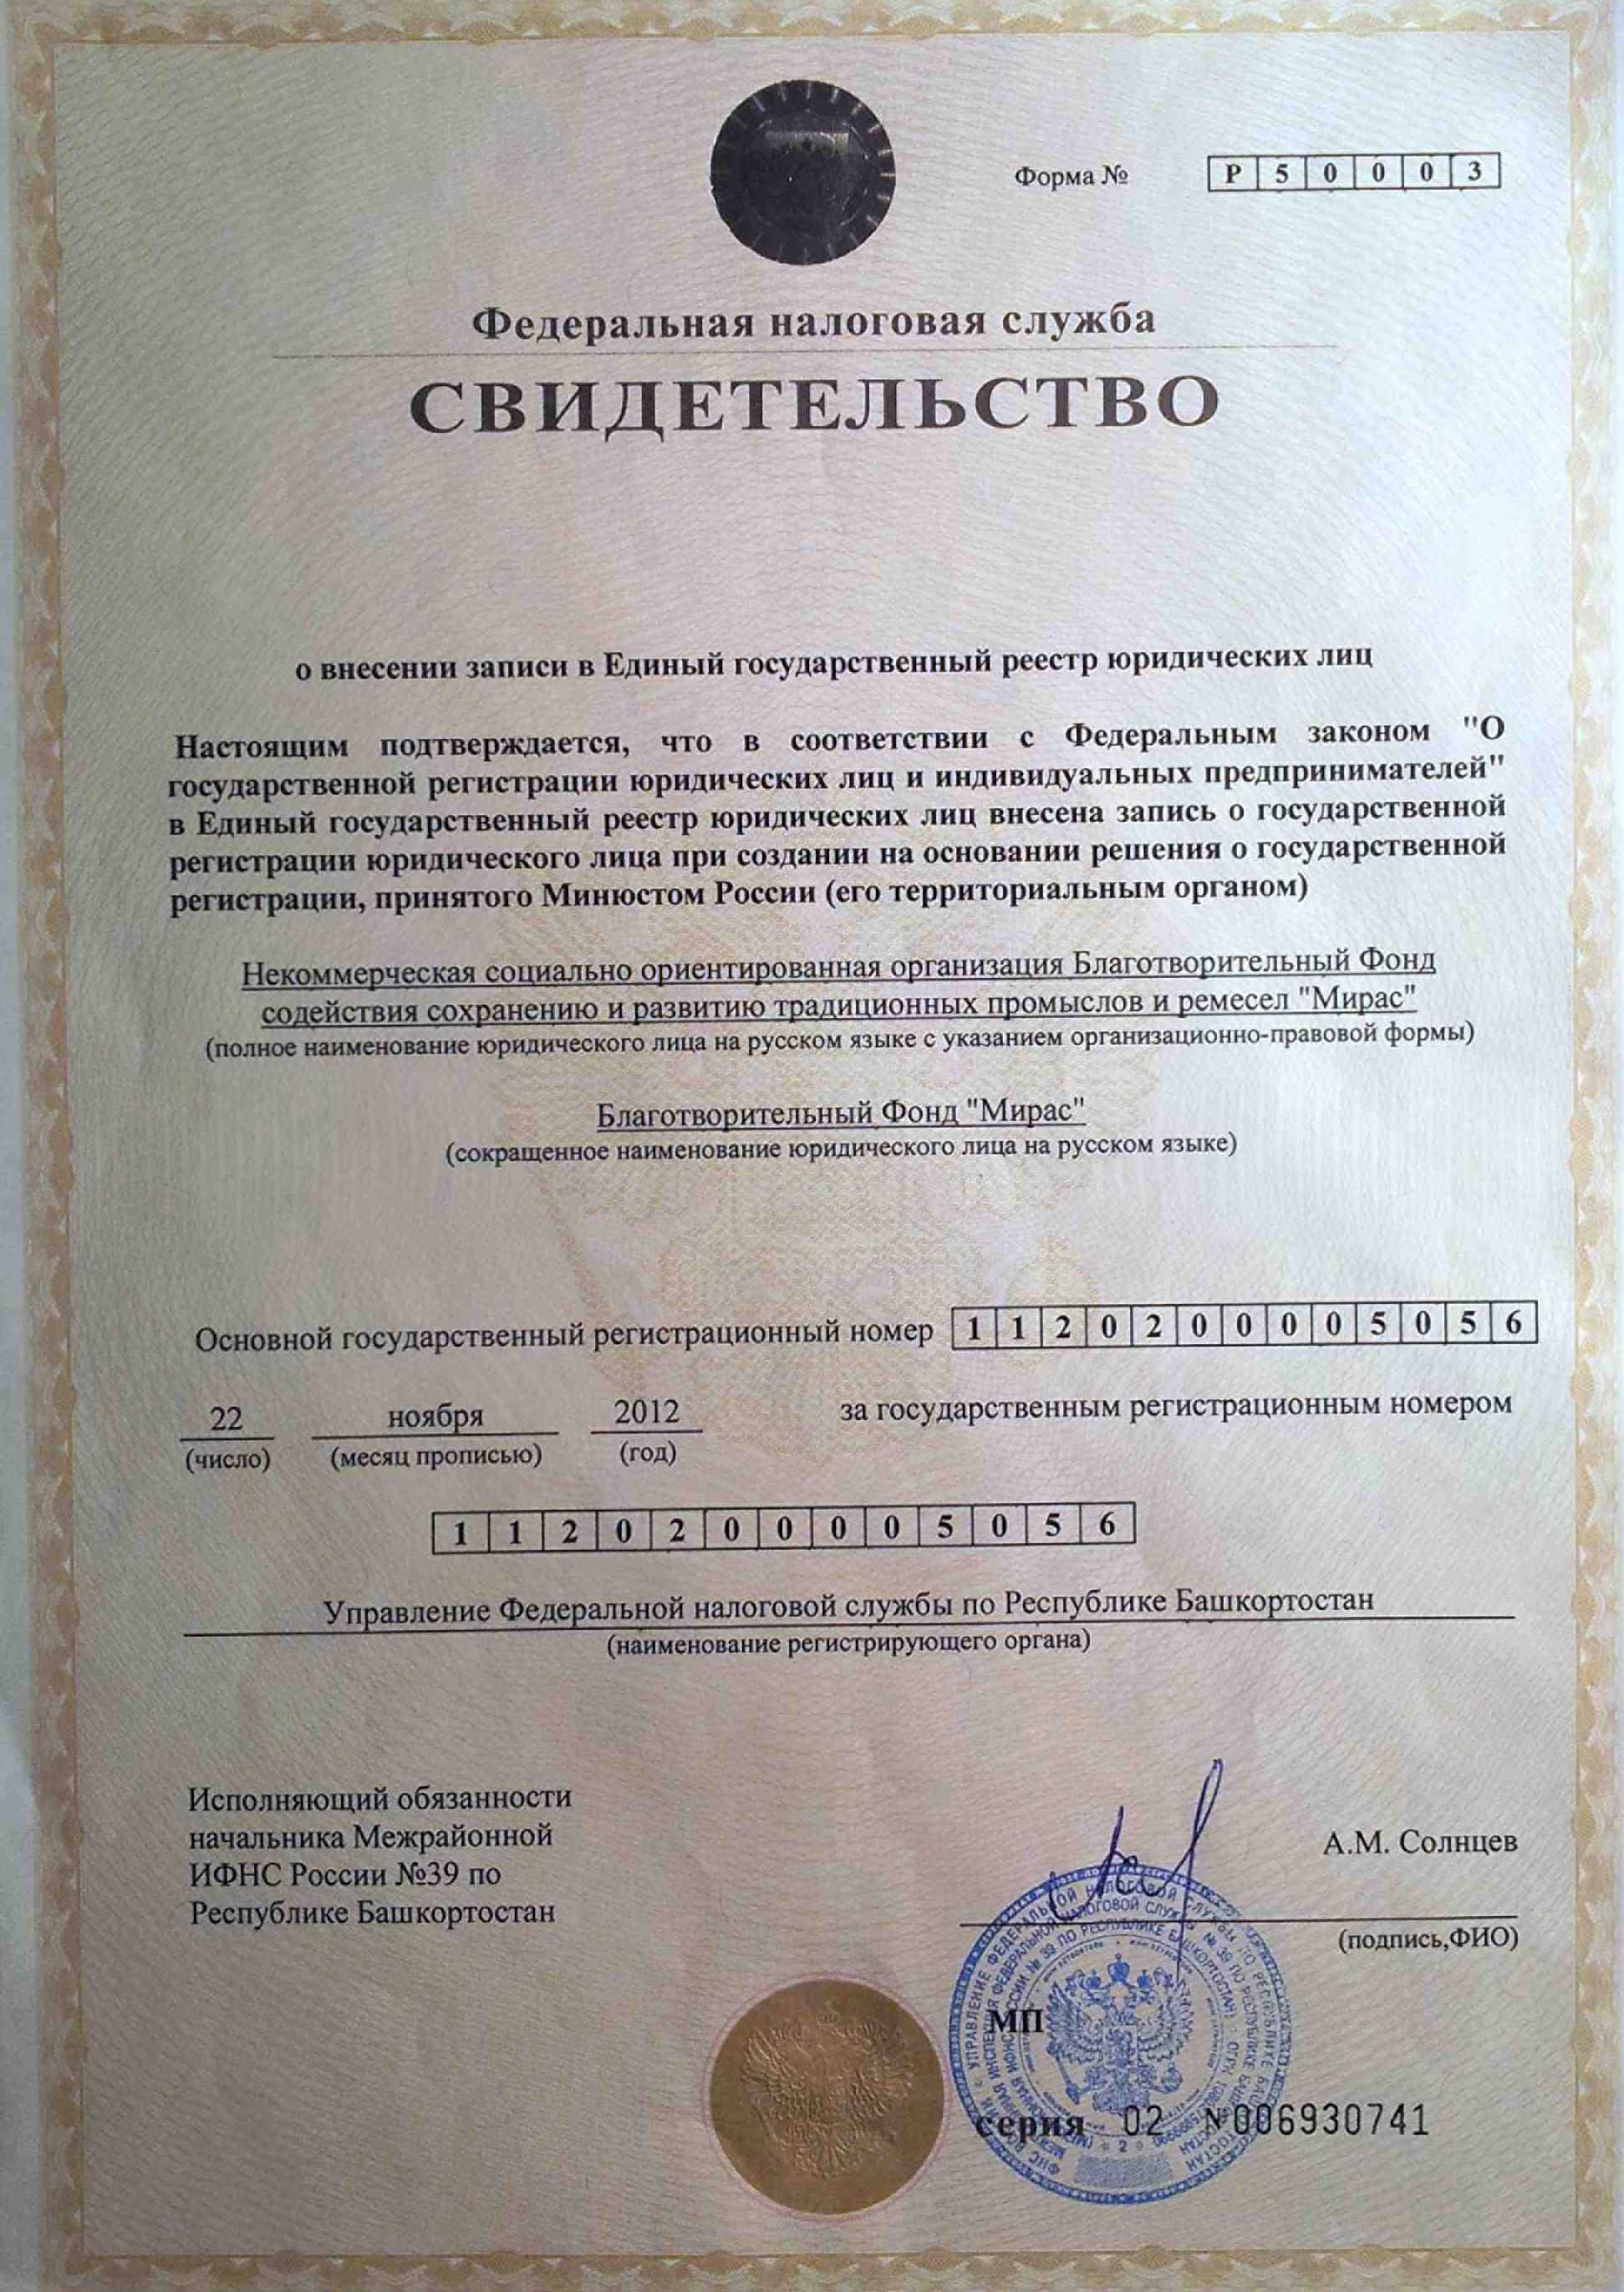 Форма № Р50003
Федеральная налоговая служба
СВИДЕТЕЛЬСТВО
о внесении записи в Единый государственный реестр юридических лиц
Настоящим подтверждается, что в соответствии с Федеральным законом "О
государственной регистрации юридических лиц и индивидуальных предпринимателей"
в Единый государственный реестр юридических лиц внесена запись о государственной
регистрации юридического лица при создании на основании решения о государственной
регистрации, принятого Минюстом России (его территориальным органом)
Некоммерческая социально ориентированная организация Благотворительный Фонд
содействия сохранению и развитию традиционных промыслов и ремесел "Мирас"
(полное наименование юридического лица на русском языке с указанием организационно-правовой формы)
Благотворительный Фонд "Мирас"
(сокращенное наименование юридического лица на русском языке)
Основной государственный регистрационный номер 1120200005056
22 ноября 2012 за государственным регистрационным номером
(число) (месяц прописью) (год)
1120200005056
Управление Федеральной налоговой службы по Республике Башкортостан
(наименование регистрирующего органа)
Исполняющий обязанности
начальника Межрайонной
ИФНС России №39 по
Республике Башкортостан
А.М. Солнцев
(подпись,ФИО)
МП
серия 02 №006930741